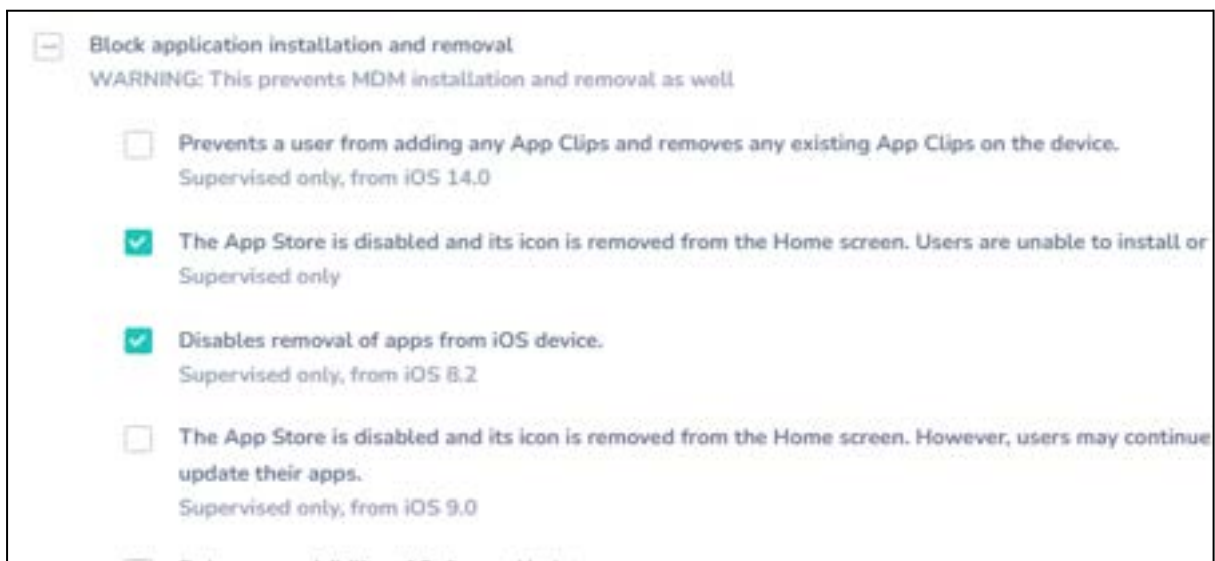 Block application installation and removal
WARNING: This prevents MDM installation and removal as well
Prevents a user from adding any App Clips and removes any existing App Clips on the device.
Supervised only, from iOS 14.0
The App Store is disabled and its icon is removed from the Home screen. Users are unable to install or
Supervised only
Disables removal of apps from iOS device.
Supervised only, from iOS 8.2
The App Store is disabled and its icon is removed from the Home screen. However, users may continue
update their apps.
Supervised only, from iOS 9.0